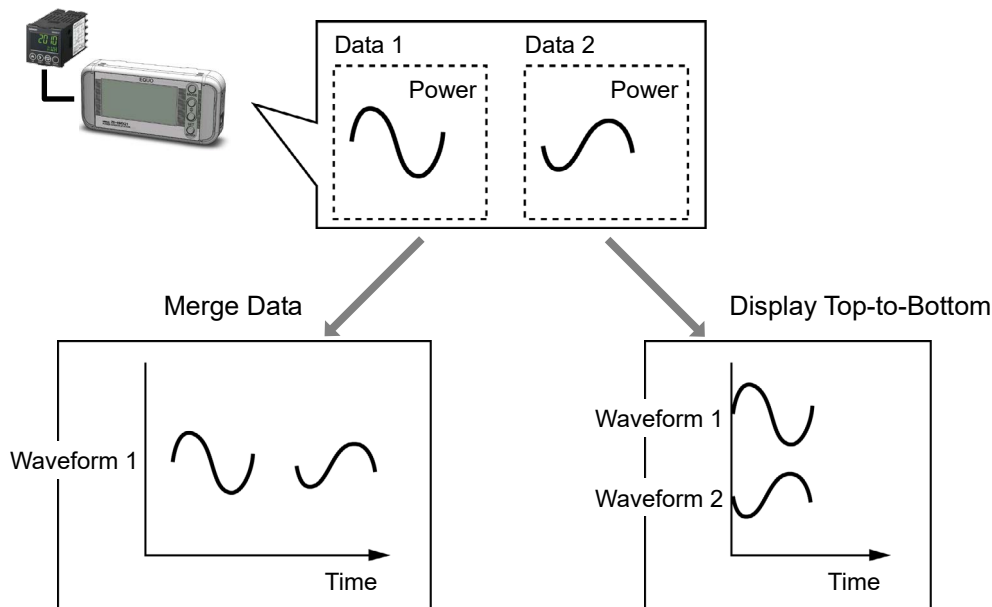 Data 1
Data 2
Power
Power
EQUO
Merge Data
Display Top-to-Bottom
Waveform 1
Time
Waveform 1
Waveform 2
Time